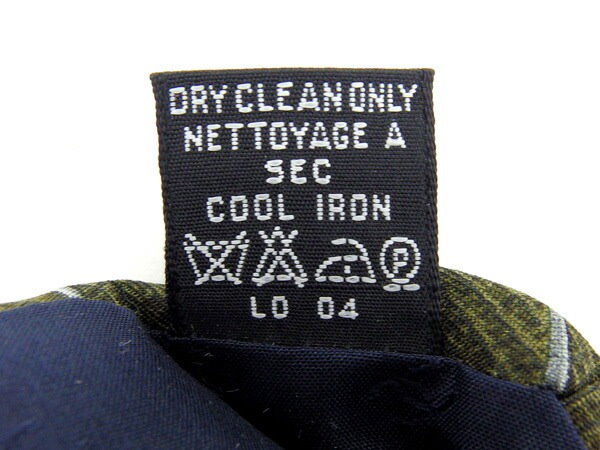 DRY CLEAN ONLY
NETTOYAGE A
SEC
COOL IRON
P
LO 04